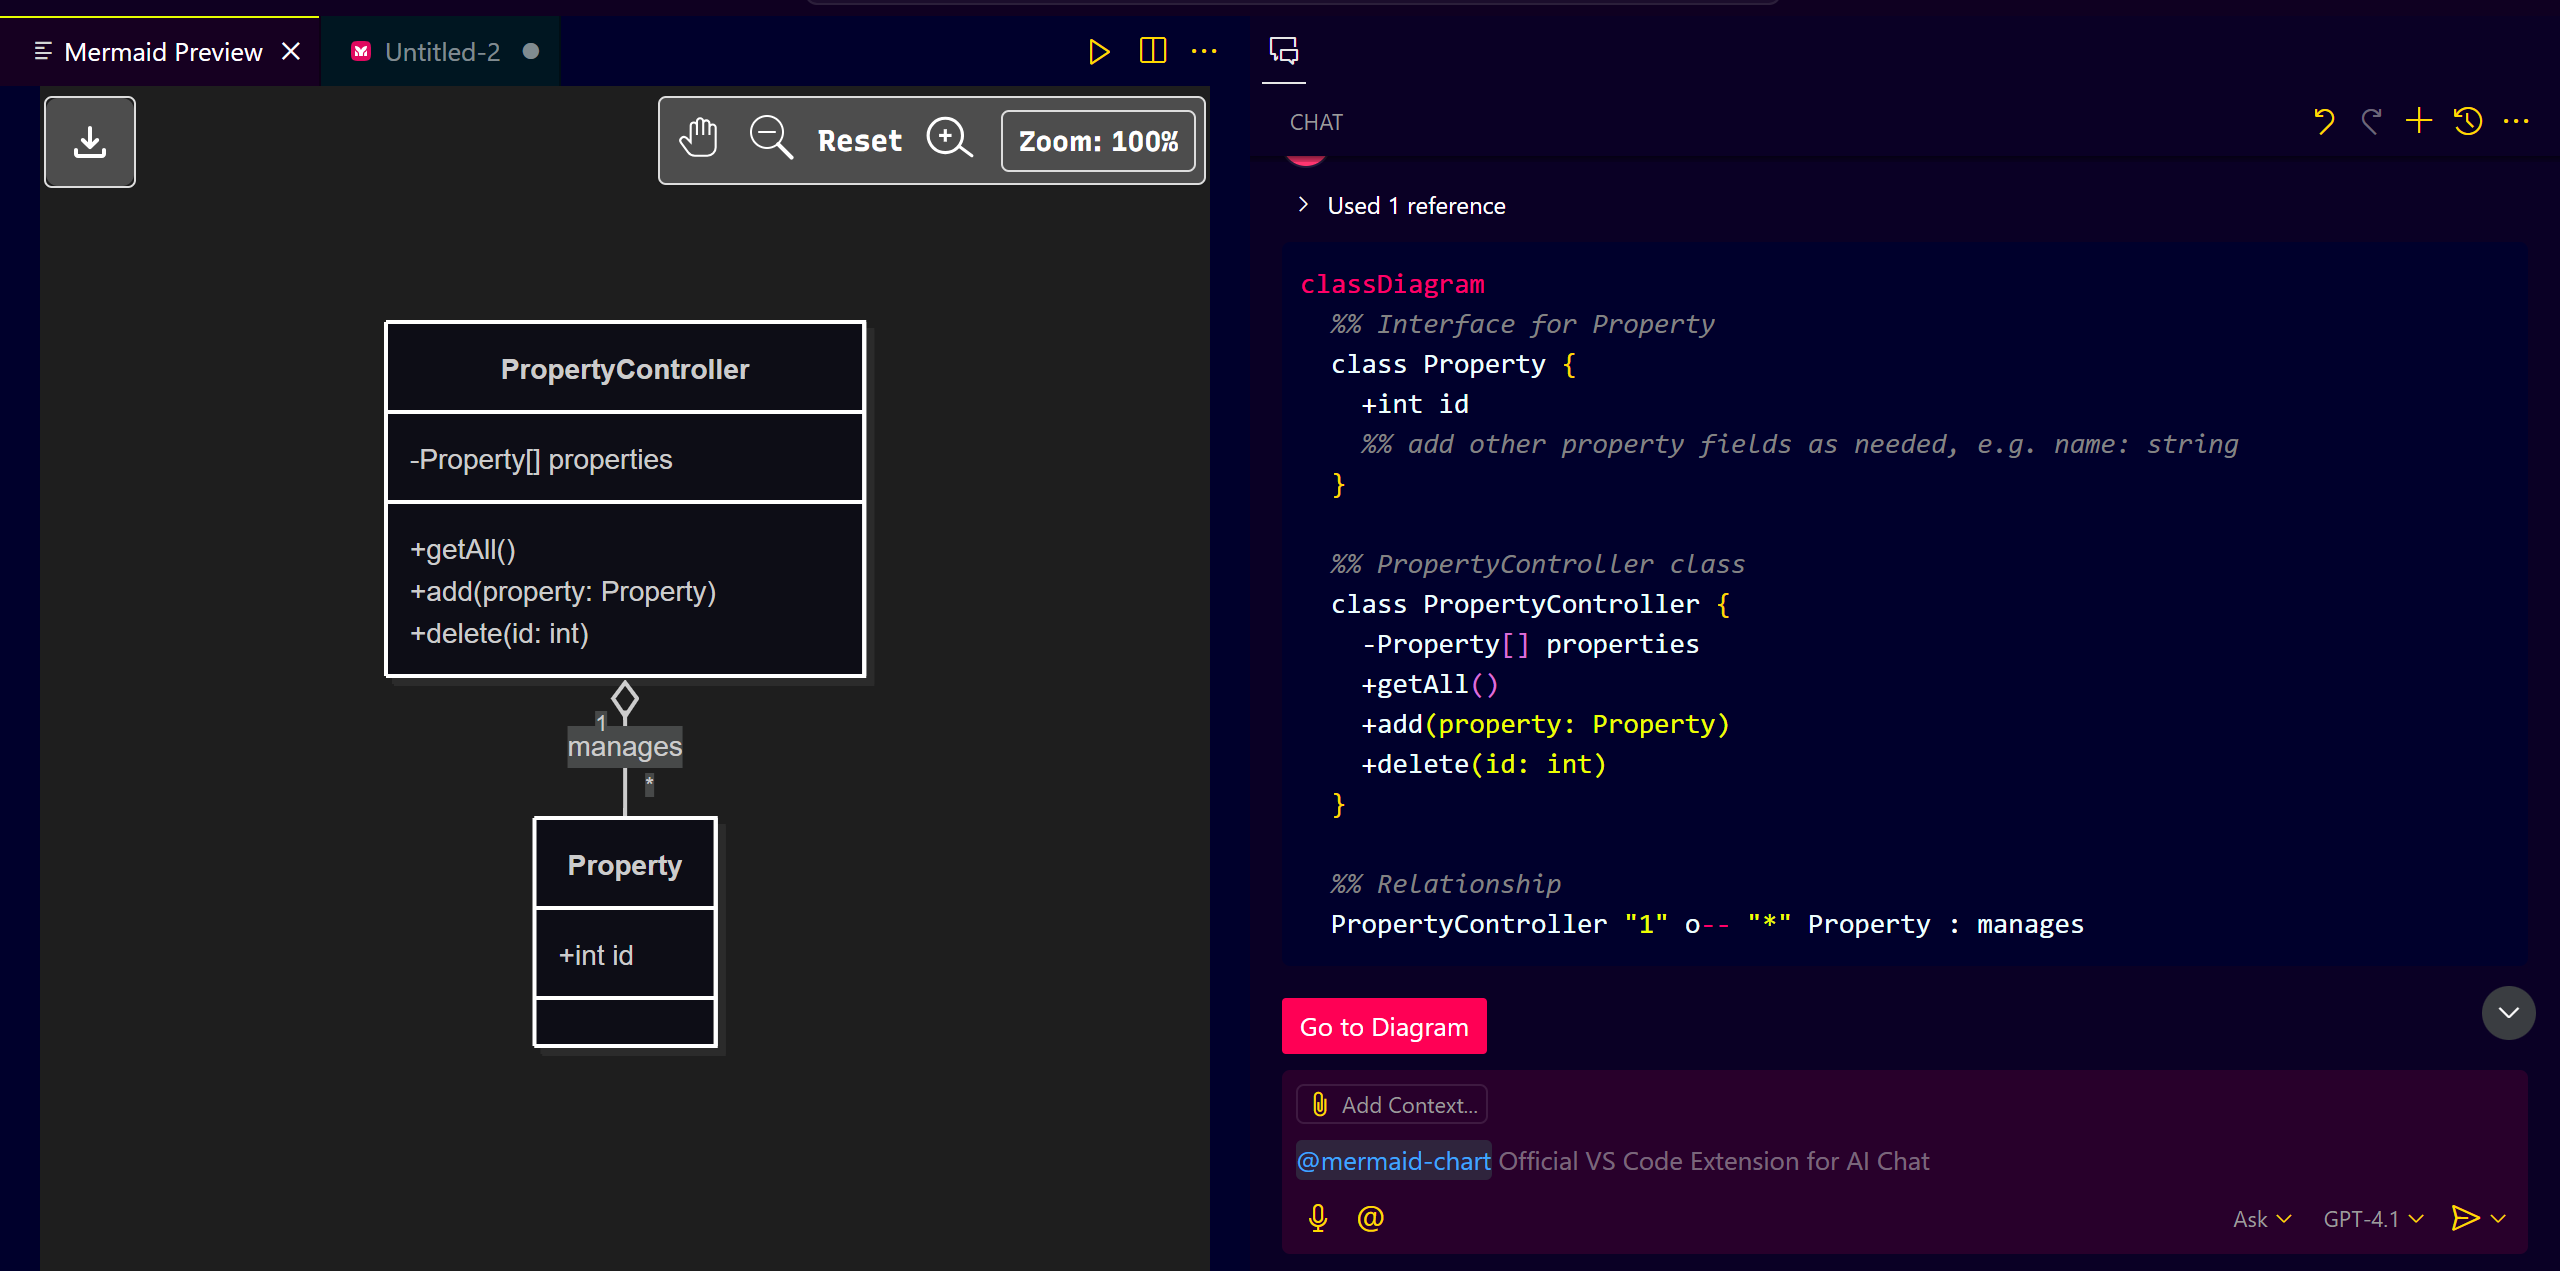 Mermaid Preview
Untitled-2
Reset
Zoom: 100%
PropertyController
-Property[] properties
+getAll()
+add(property: Property)
+delete(id: int)
1
manages
*
Property
+int id
CHAT
Used 1 reference
classDiagram
%% Interface for Property
class Property {
+int id
%% add other property fields as needed, e.g. name: string
}
%% PropertyController class
class PropertyController {
-Property[] properties
+getAll()
+add(property: Property)
+delete(id: int)
}
%% Relationship
PropertyController "1" o-- "*" Property : manages
Go to Diagram
Add Context...
@mermaid-chart Official VS Code Extension for AI Chat
@
Ask GPT-4.1